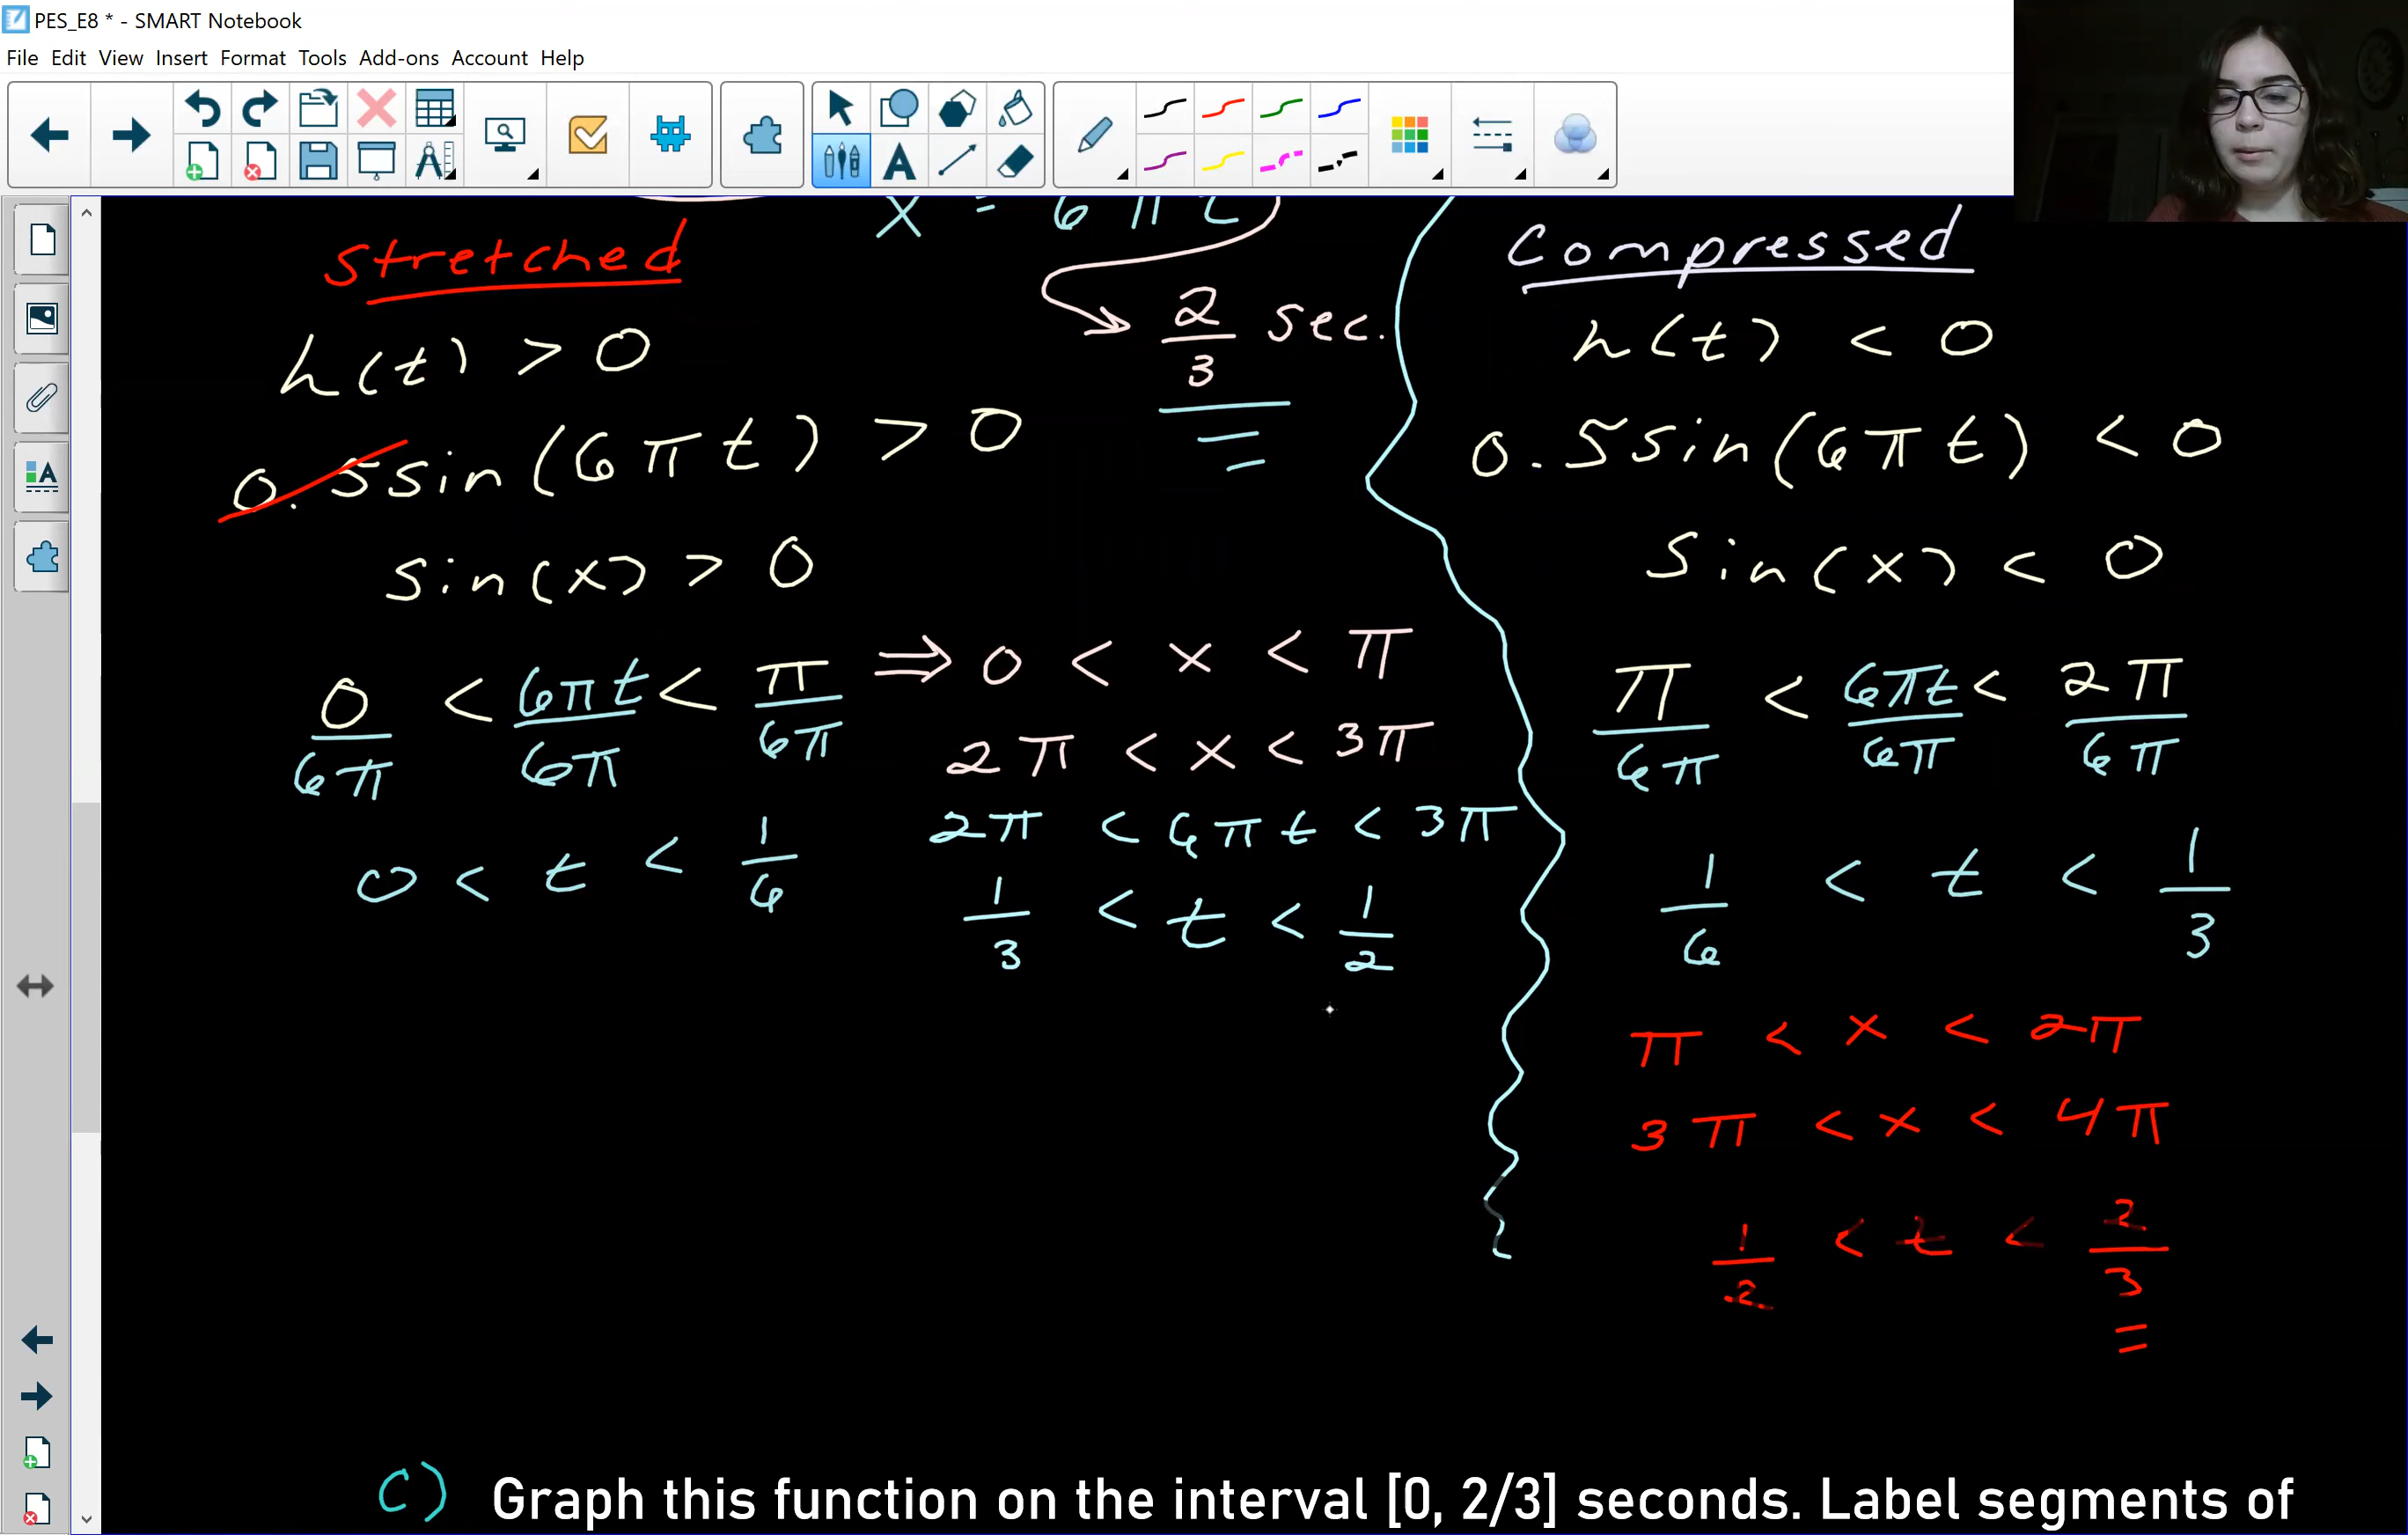 PES_E8 * - SMART Notebook
File Edit View Insert Format Tools Add-ons Account Help
x = 6πt
2/3 sec.
Stretched
h(t) > 0
0.5sin(6πt) > 0
sin(x) > 0
0/6π < 6πt/6π < π/6π
0 < t < 1/6
⇒ 0 < x < π
2π < x < 3π
2π < 6πt < 3π
1/3 < t < 1/2
Compressed
h(t) < 0
0.5sin(6πt) < 0
Sin(x) < 0
π/6π < 6πt/6π < 2π/6π
1/6 < t < 1/3
π < x < 2π
3π < x < 4π
1/2 < t < 2/3
C) Graph this function on the interval [0, 2/3] seconds. Label segments of